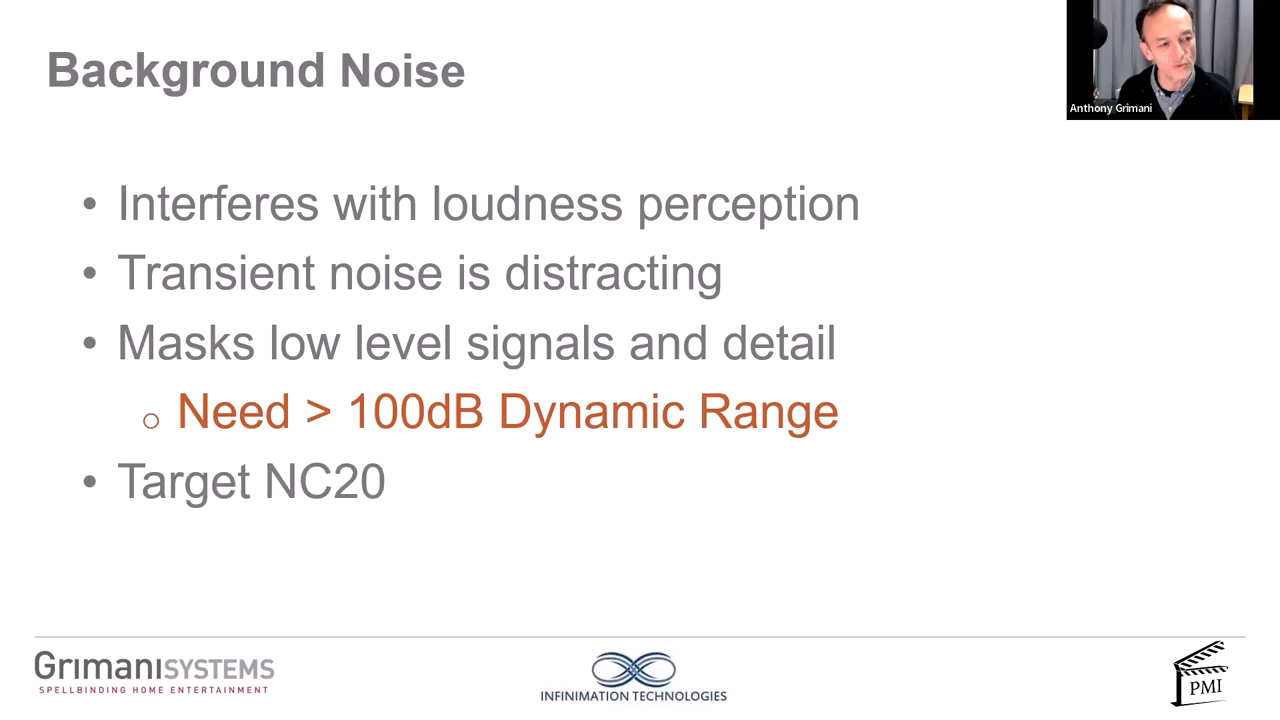 Background Noise
Anthony Grimani
• Interferes with loudness perception
• Transient noise is distracting
• Masks low level signals and detail
o Need > 100dB Dynamic Range
• Target NC20
GRIMANISYSTEMS
SPELLBINDING HOME ENTERTAINMENT
INFINIMATION TECHNOLOGIES
PMI